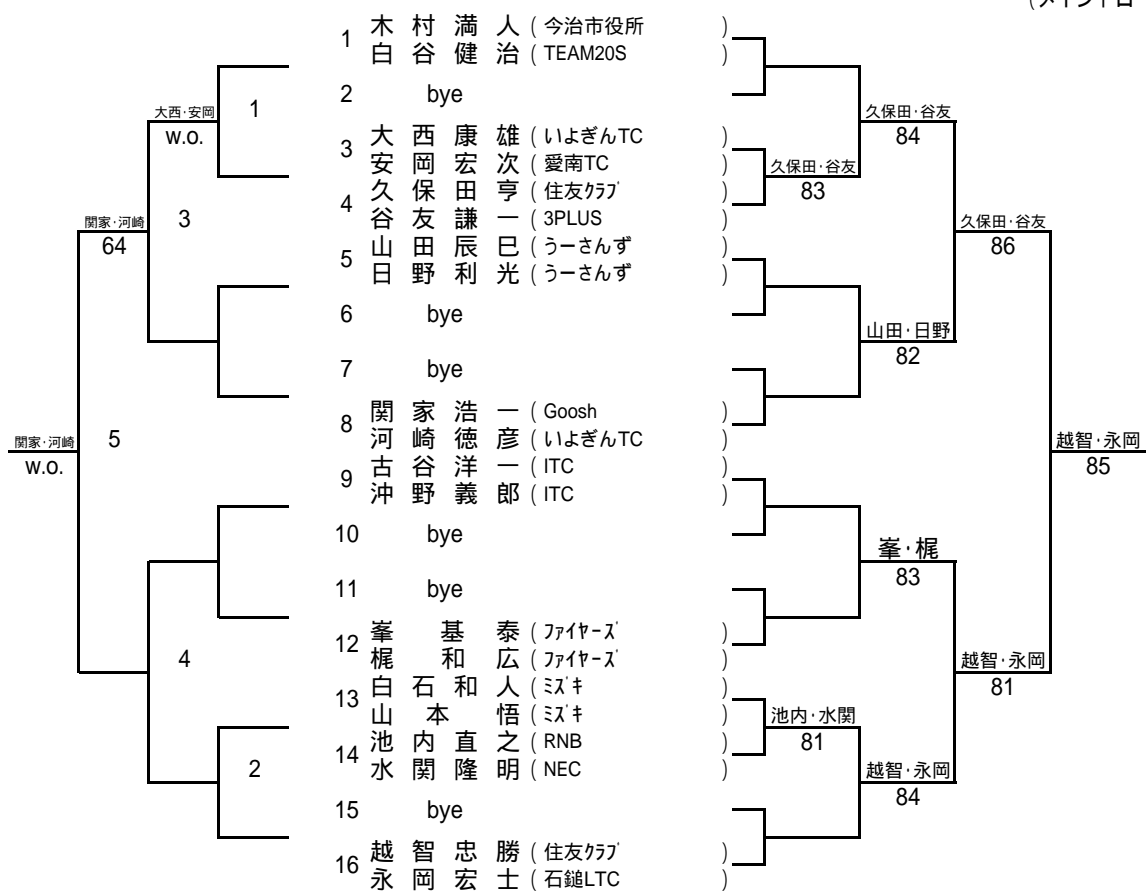 (メインドロー
1 木村満人 ( 今治市役所 )
白谷健治 ( TEAM20S )
2 bye
3 大西康雄 ( いよぎんTC )
安岡宏次 ( 愛南TC )
4 久保田亨 ( 住友ｸﾗﾌﾞ )
谷友謙一 ( 3PLUS )
5 山田辰巳 ( うーさんず )
日野利光 ( うーさんず )
6 bye
7 bye
8 関家浩一 ( Goosh )
河崎徳彦 ( いよぎんTC )
9 古谷洋一 ( ITC )
沖野義郎 ( ITC )
10 bye
11 bye
12 峯基泰 ( ﾌｧｲﾔｰｽﾞ )
梶和広 ( ﾌｧｲﾔｰｽﾞ )
13 白石和人 ( ﾐｽﾞｷ )
山本悟 ( ﾐｽﾞｷ )
14 池内直之 ( RNB )
水関隆明 ( NEC )
15 bye
16 越智忠勝 ( 住友ｸﾗﾌﾞ )
永岡宏士 ( 石鎚LTC )
久保田･谷友
83
池内･水関
81
久保田･谷友
84
山田･日野
82
峯･梶
83
越智･永岡
84
久保田･谷友
86
越智･永岡
81
越智･永岡
85
1
大西･安岡
w.o.
2
3
関家･河崎
64
4
5
関家･河崎
w.o.